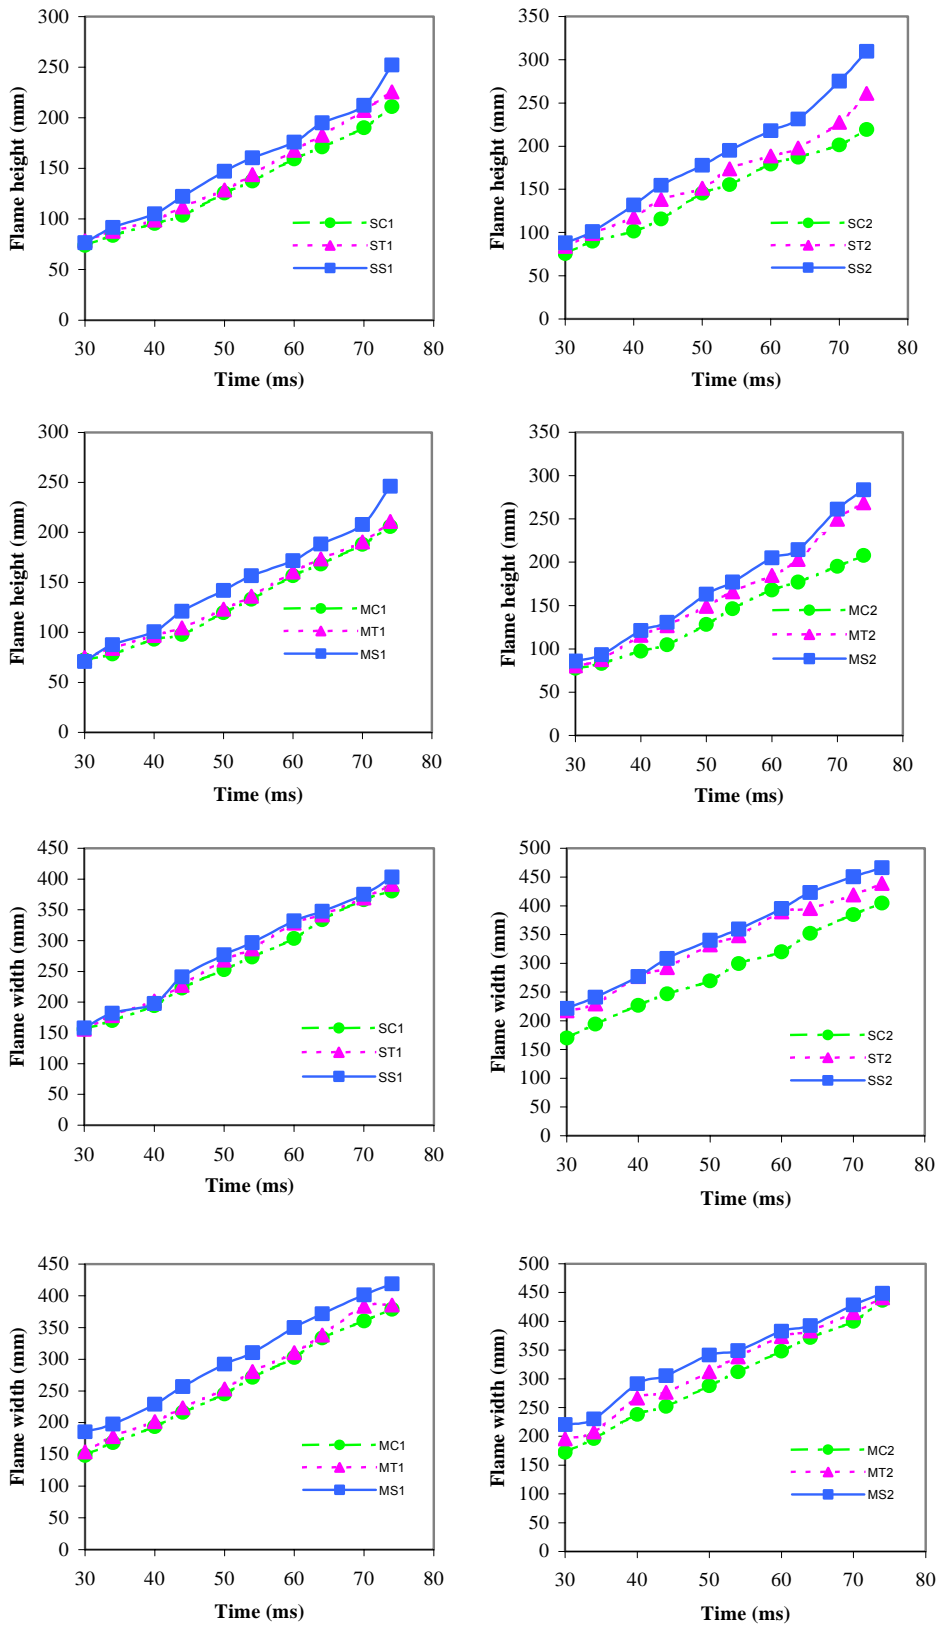 Flame height (mm)
300
250
200
150
100
50
0
SC1
ST1
SS1
30 40 50 60 70 80
Time (ms)
Flame height (mm)
350
300
250
200
150
100
50
0
SC2
ST2
SS2
30 40 50 60 70 80
Time (ms)
Flame height (mm)
300
250
200
150
100
50
0
MC1
MT1
MS1
30 40 50 60 70 80
Time (ms)
Flame height (mm)
350
300
250
200
150
100
50
0
MC2
MT2
MS2
30 40 50 60 70 80
Time (ms)
Flame width (mm)
450
400
350
300
250
200
150
100
50
0
SC1
ST1
SS1
30 40 50 60 70 80
Time (ms)
Flame width (mm)
500
450
400
350
300
250
200
150
100
50
0
SC2
ST2
SS2
30 40 50 60 70 80
Time (ms)
Flame width (mm)
450
400
350
300
250
200
150
100
50
0
MC1
MT1
MS1
30 40 50 60 70 80
Time (ms)
Flame width (mm)
500
450
400
350
300
250
200
150
100
50
0
MC2
MT2
MS2
30 40 50 60 70 80
Time (ms)